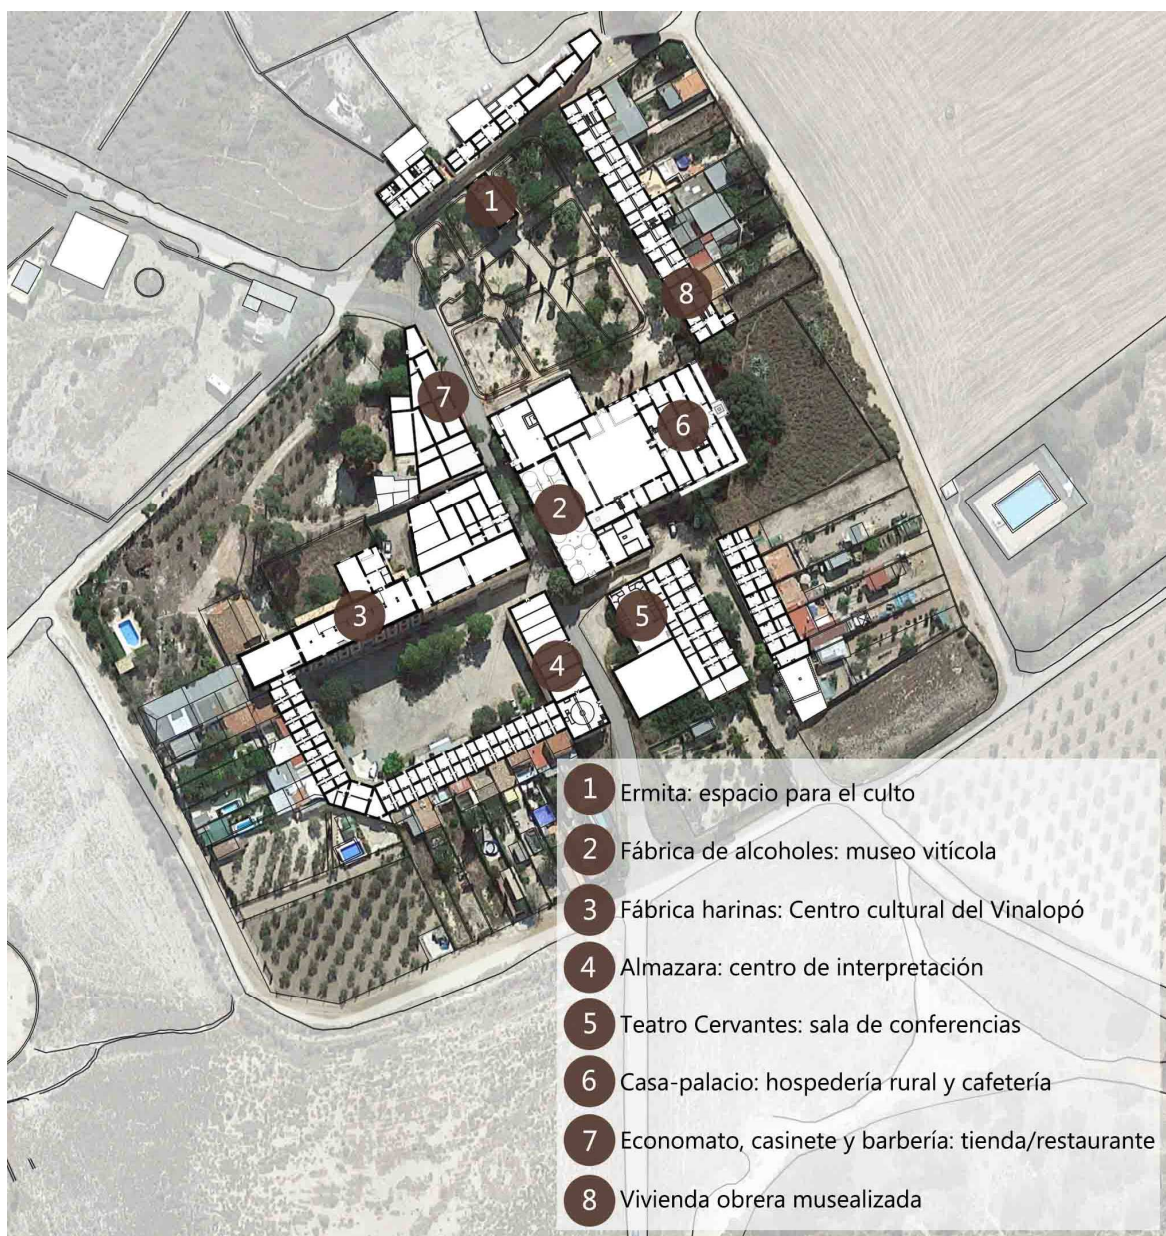 1
8
7
6
2
3
5
4
1 Ermita: espacio para el culto
2 Fábrica de alcoholes: museo vitícola
3 Fábrica harinas: Centro cultural del Vinalopó
4 Almazara: centro de interpretación
5 Teatro Cervantes: sala de conferencias
6 Casa-palacio: hospedería rural y cafetería
7 Economato, casinete y barbería: tienda/restaurante
8 Vivienda obrera musealizada